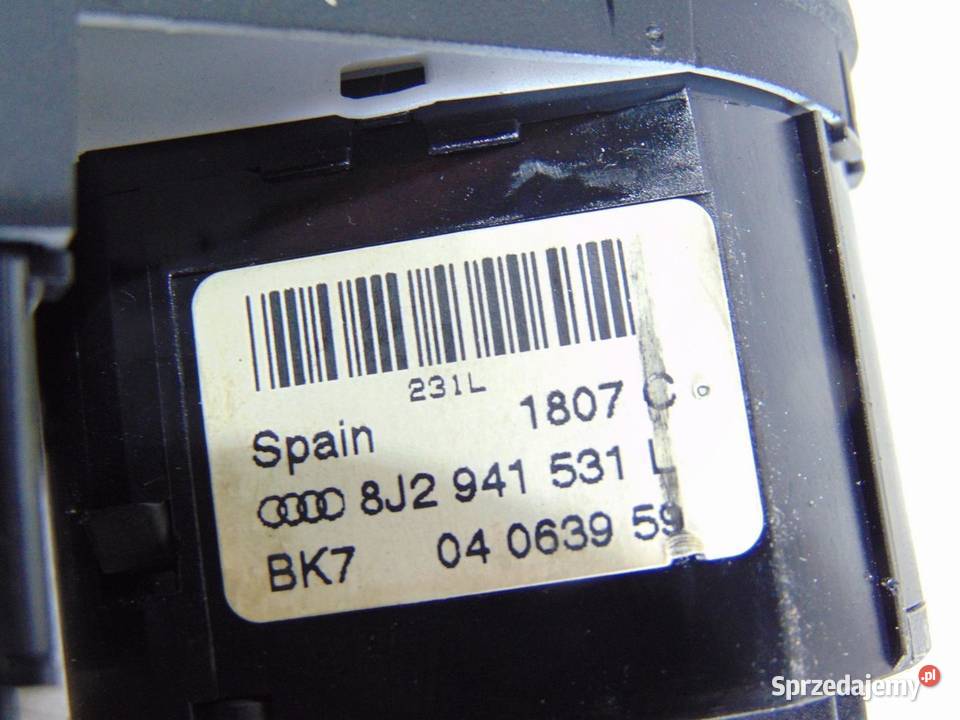 231L
Spain 1807 C
8J2 941 531 L
BK7 04 0639 59
Sprzedajemy.pl